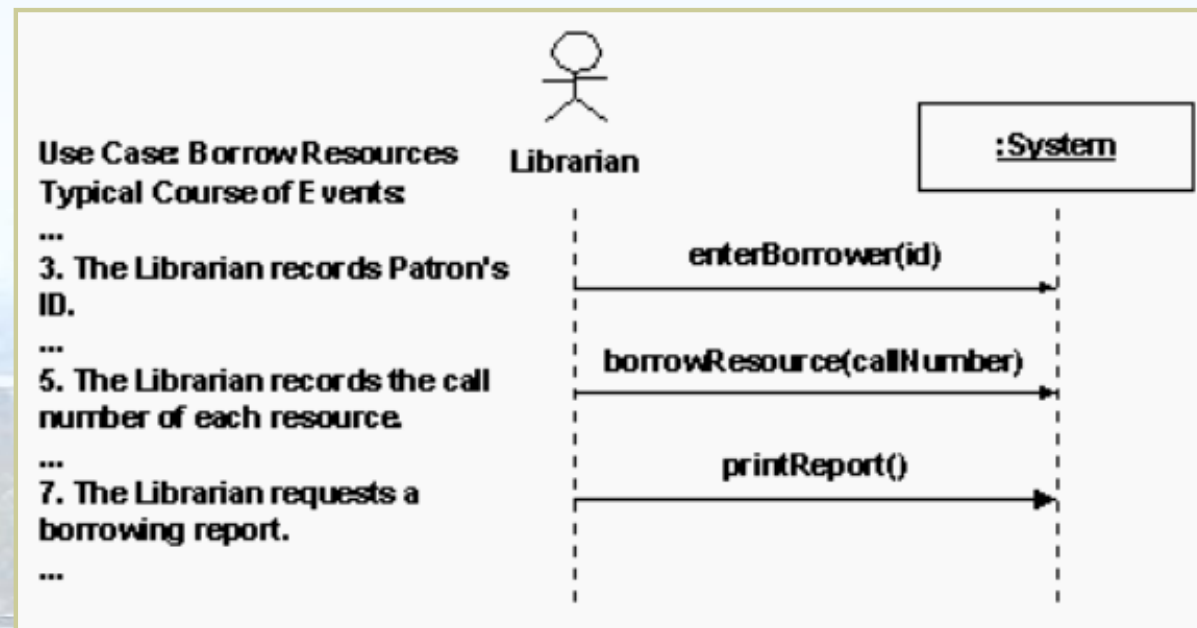 Use Case: Borrow Resources
Typical Course of Events:
...
3. The Librarian records Patron's
ID.
...
5. The Librarian records the call
number of each resource.
...
7. The Librarian requests a
borrowing report.
...
Librarian
:System
enterBorrower(id)
borrowResource(callNumber)
printReport()